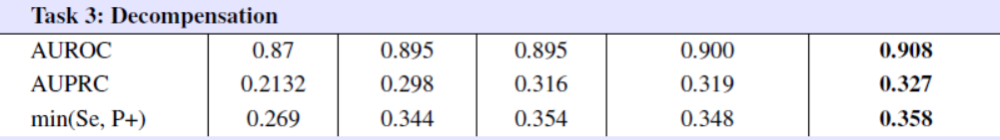 Task 3: Decompensation
AUROC 0.87 0.895 0.895 0.900 0.908
AUPRC 0.2132 0.298 0.316 0.319 0.327
min(Se, P+) 0.269 0.344 0.354 0.348 0.358